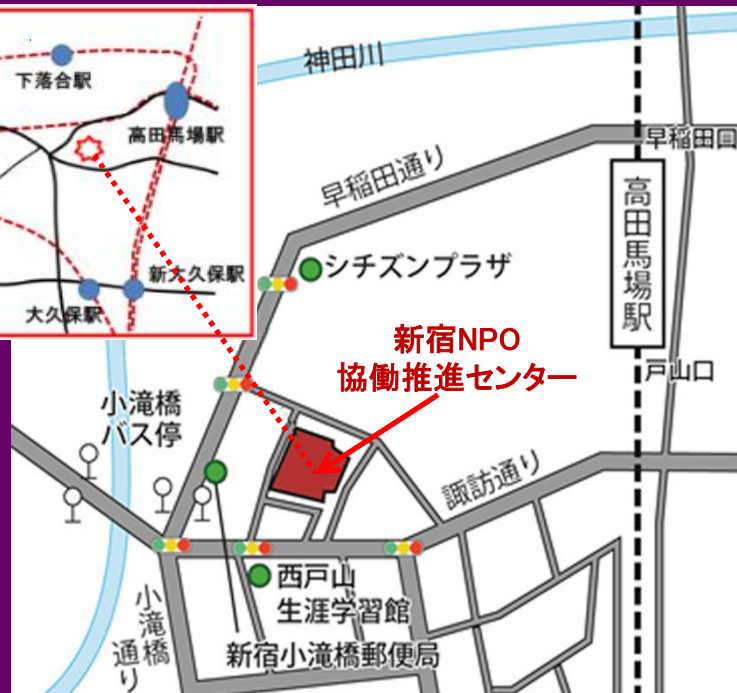 下落合駅
高田馬場駅
新大久保駅
大久保駅
神田川
早稲田口
早稲田通り
高田馬場駅
シチズンプラザ
新宿NPO
協働推進センター
戸山口
小滝橋
バス停
諏訪通り
西戸山
生涯学習館
小滝橋
通り
新宿小滝橋郵便局